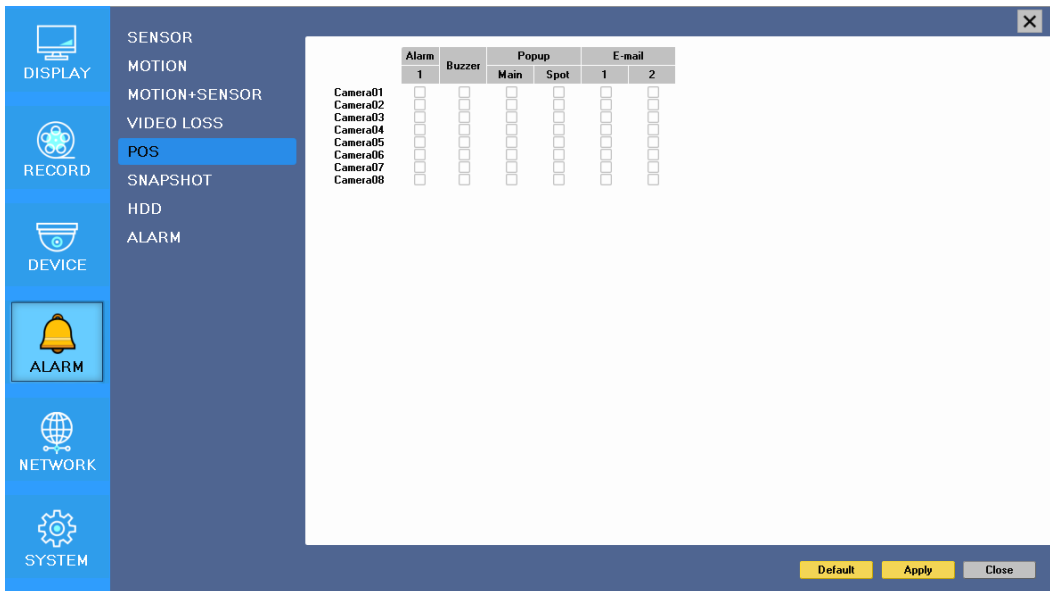 DISPLAY
RECORD
DEVICE
ALARM
NETWORK
SYSTEM
SENSOR
MOTION
MOTION+SENSOR
VIDEO LOSS
POS
SNAPSHOT
HDD
ALARM
Alarm Buzzer Popup E-mail
1 Main Spot 1 2
Camera01
Camera02
Camera03
Camera04
Camera05
Camera06
Camera07
Camera08
Default Apply Close